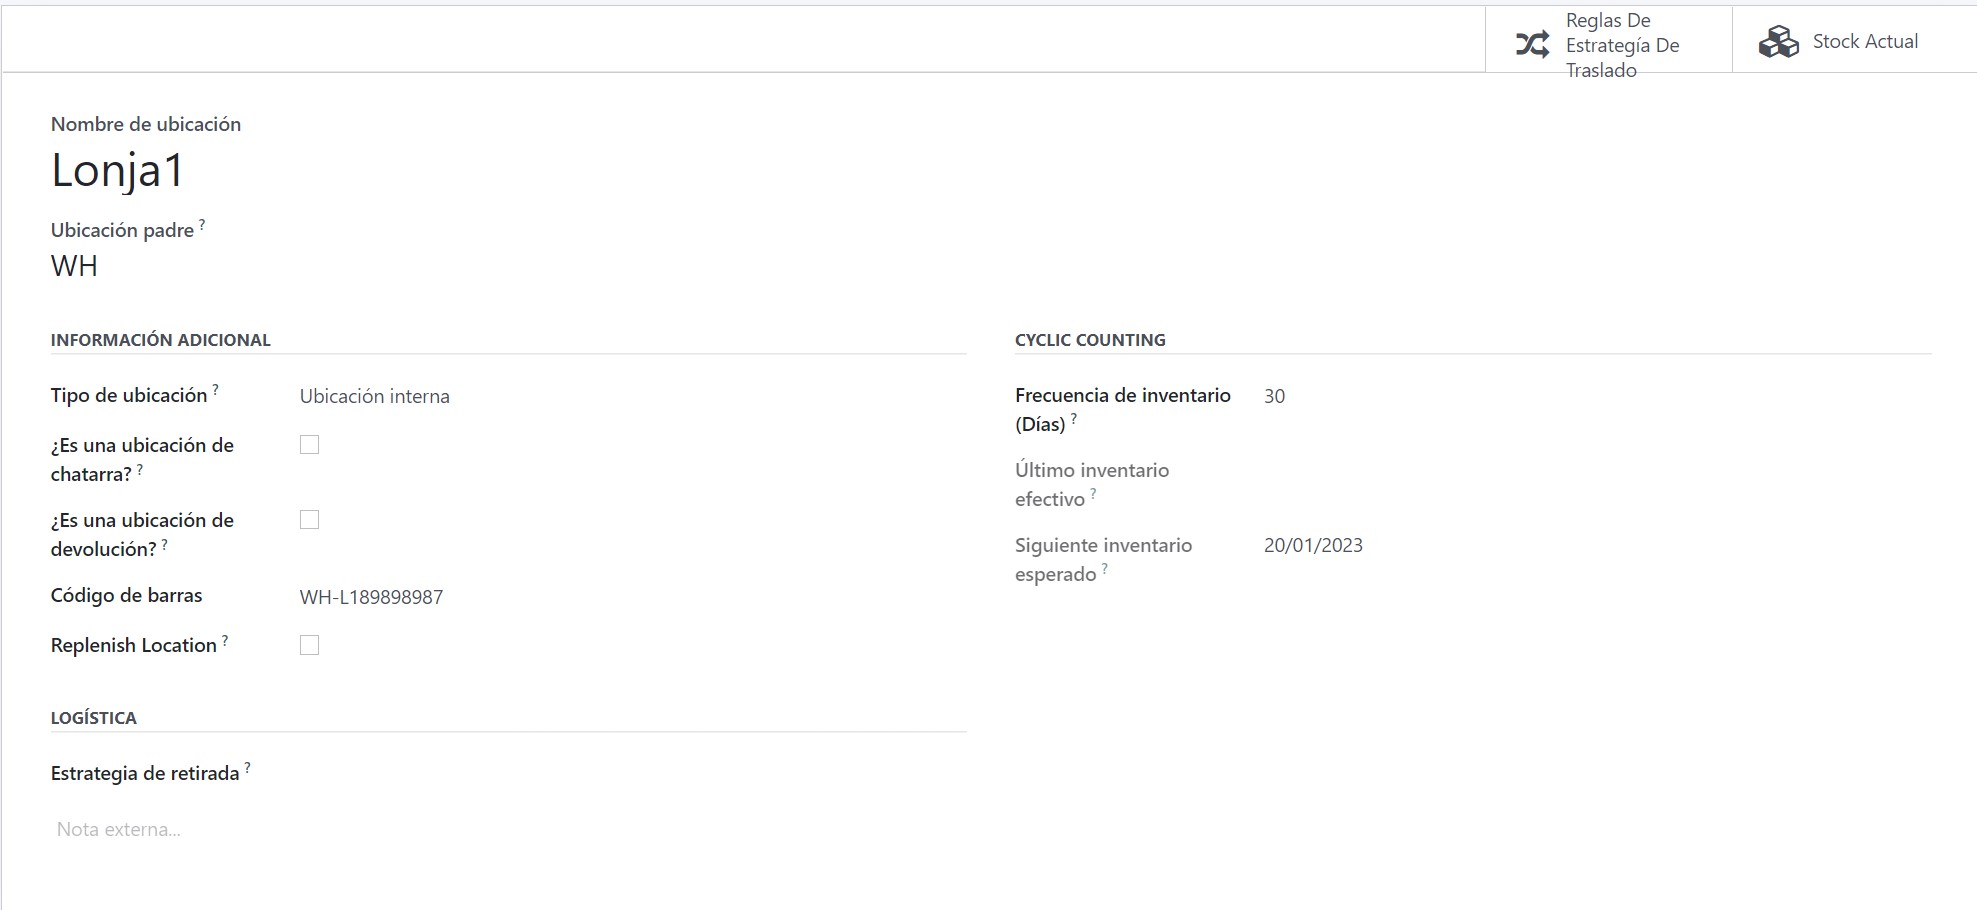 Reglas De
Estrategía De
Traslado
Stock Actual
Nombre de ubicación
Lonja1
Ubicación padre ?
WH
INFORMACIÓN ADICIONAL
Tipo de ubicación ? Ubicación interna
¿Es una ubicación de
chatarra? ?
¿Es una ubicación de
devolución? ?
Código de barras WH-L189898987
Replenish Location ?
LOGÍSTICA
Estrategia de retirada ?
Nota externa...
CYCLIC COUNTING
Frecuencia de inventario 30
(Días) ?
Último inventario
efectivo ?
Siguiente inventario 20/01/2023
esperado ?